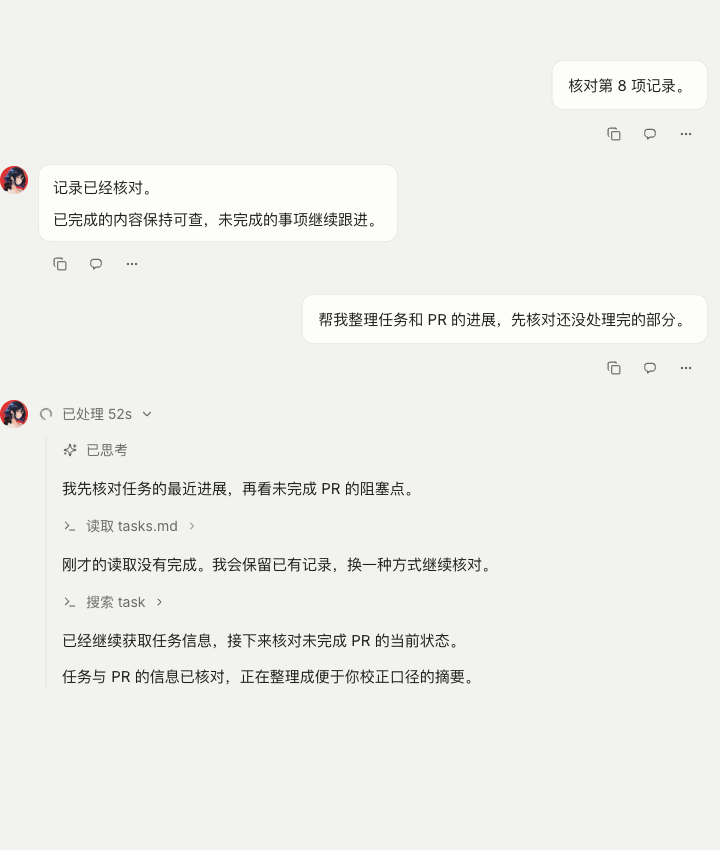 核对第 8 项记录。
记录已经核对。
已完成的内容保持可查，未完成的事项继续跟进。
帮我整理任务和 PR 的进展，先核对还没处理完的部分。
已处理 52s
已思考
我先核对任务的最近进展，再看未完成 PR 的阻塞点。
读取 tasks.md
刚才的读取没有完成。我会保留已有记录，换一种方式继续核对。
搜索 task
已经继续获取任务信息，接下来核对未完成 PR 的当前状态。
任务与 PR 的信息已核对，正在整理成便于你校正口径的摘要。